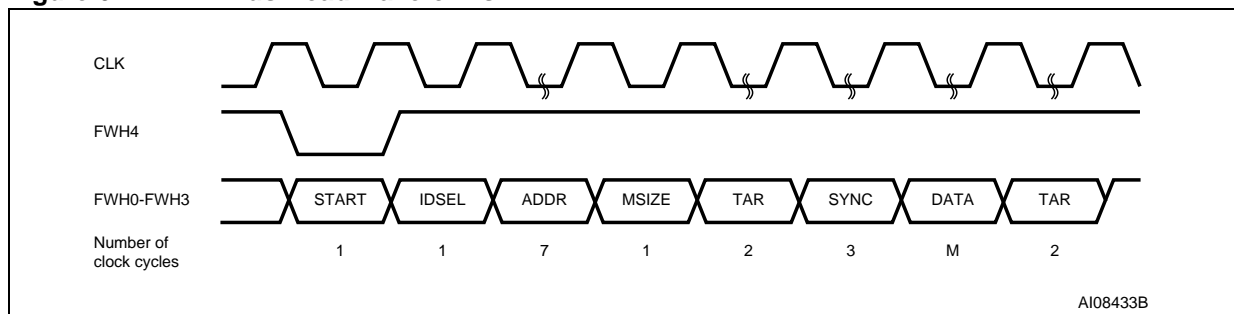 CLK
FWH4
FWH0-FWH3 START IDSEL ADDR MSIZE TAR SYNC DATA TAR
Number of
clock cycles 1 1 7 1 2 3 M 2
AI08433B